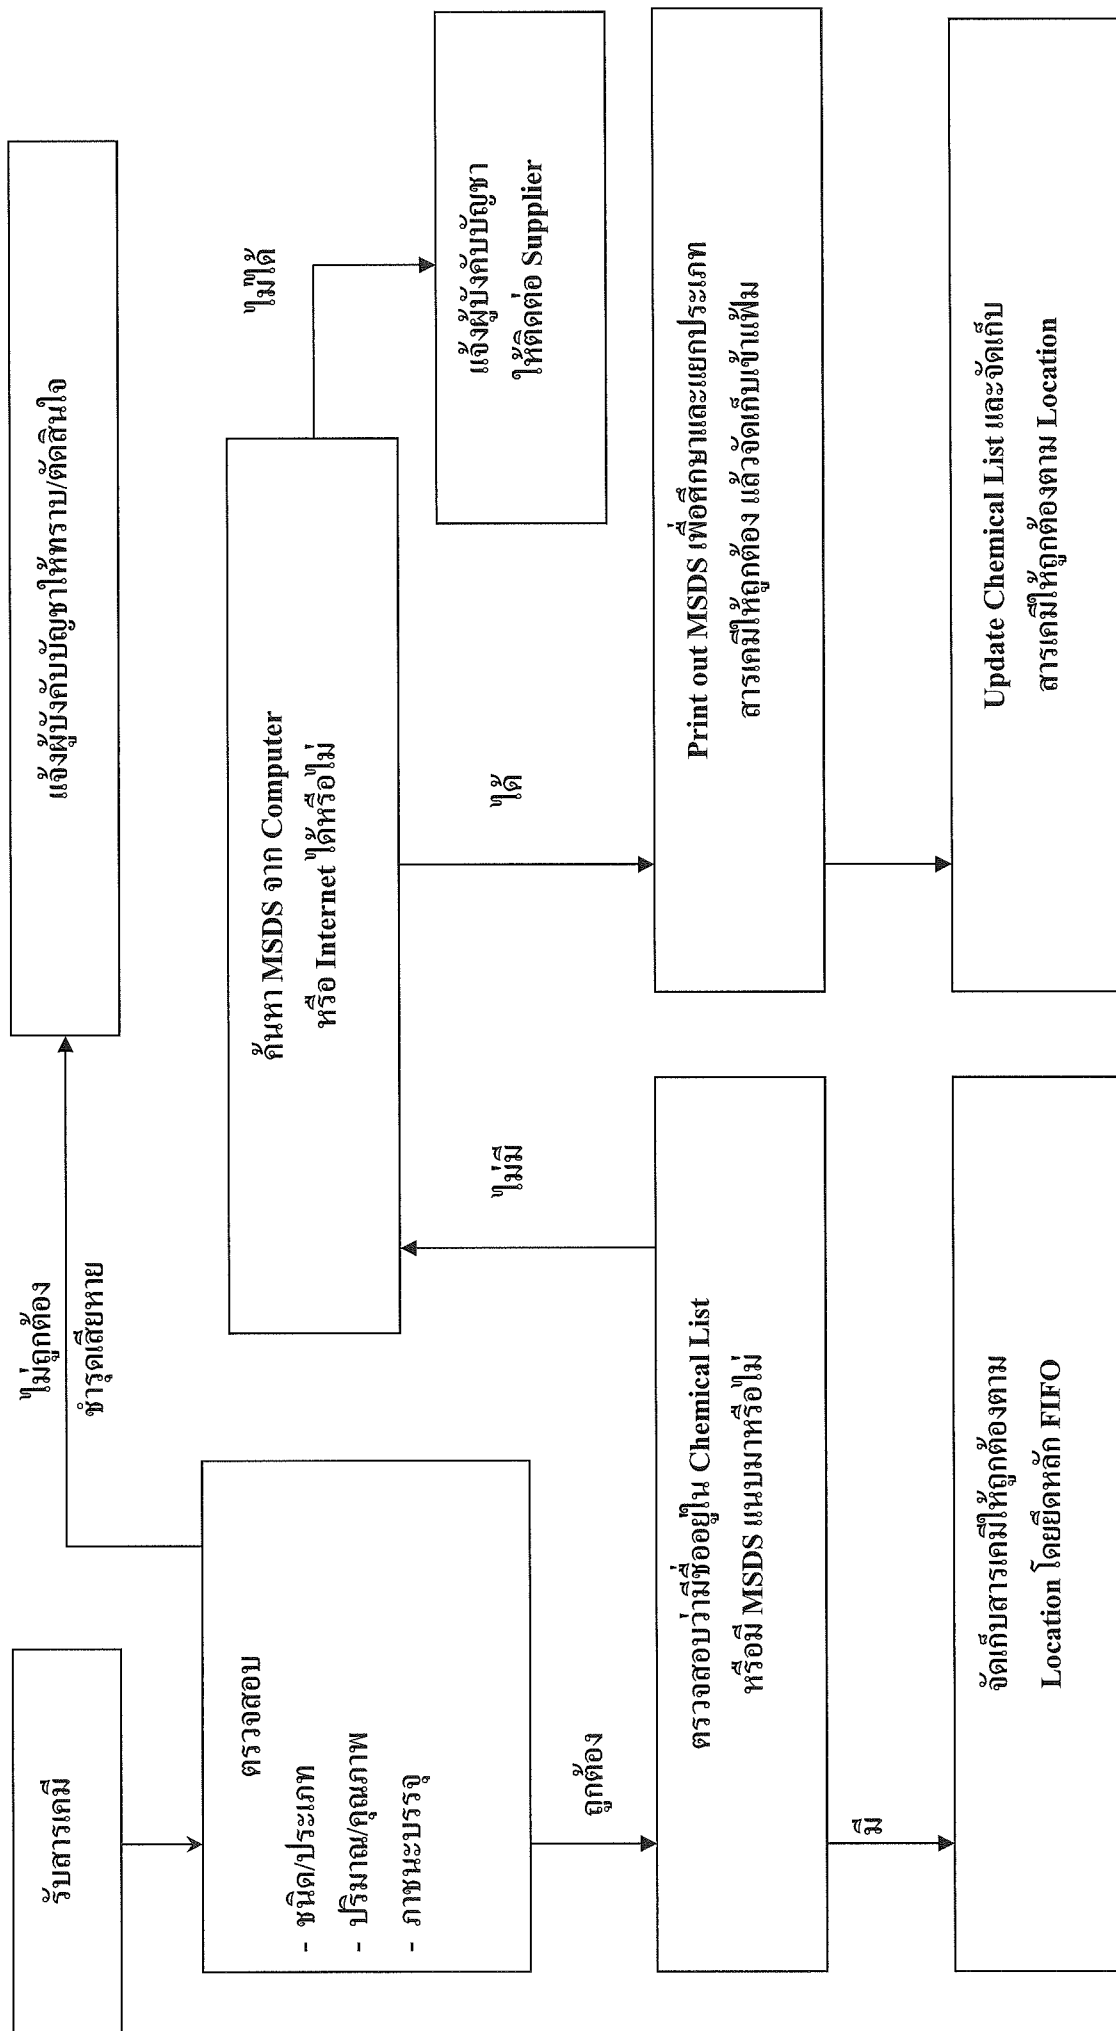 รับสารเคมี
ตรวจสอบ
- ชนิด/ประเภท
- ปริมาณ/คุณภาพ
- ภาชนะบรรจุ
ไม่ถูกต้อง
ชำรุดเสียหาย
แจ้งผู้บังคับบัญชาให้ทราบ/ตัดสินใจ
ถูกต้อง
ตรวจสอบว่ามีชื่ออยู่ใน Chemical List
หรือมี MSDS แนบมาหรือไม่
ไม่มี
ค้นหา MSDS จาก Computer
หรือ Internet ได้หรือไม่
ไม่ได้
แจ้งผู้บังคับบัญชา
ให้ติดต่อ Supplier
ได้
Print out MSDS เพื่อศึกษาและแยกประเภท
สารเคมีให้ถูกต้อง แล้วจัดเก็บเข้าแฟ้ม
มี
จัดเก็บสารเคมีให้ถูกต้องตาม
Location โดยยึดหลัก FIFO
Update Chemical List และจัดเก็บ
สารเคมีให้ถูกต้องตาม Location